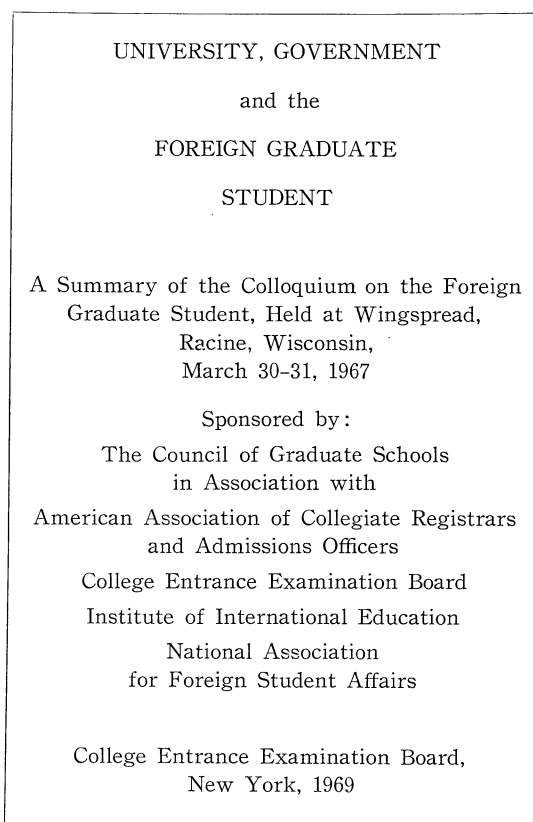 UNIVERSITY, GOVERNMENT
and the
FOREIGN GRADUATE
STUDENT
A Summary of the Colloquium on the Foreign
Graduate Student, Held at Wingspread,
Racine, Wisconsin,
March 30–31, 1967
Sponsored by:
The Council of Graduate Schools
in Association with
American Association of Collegiate Registrars
and Admissions Officers
College Entrance Examination Board
Institute of International Education
National Association
for Foreign Student Affairs
College Entrance Examination Board,
New York, 1969